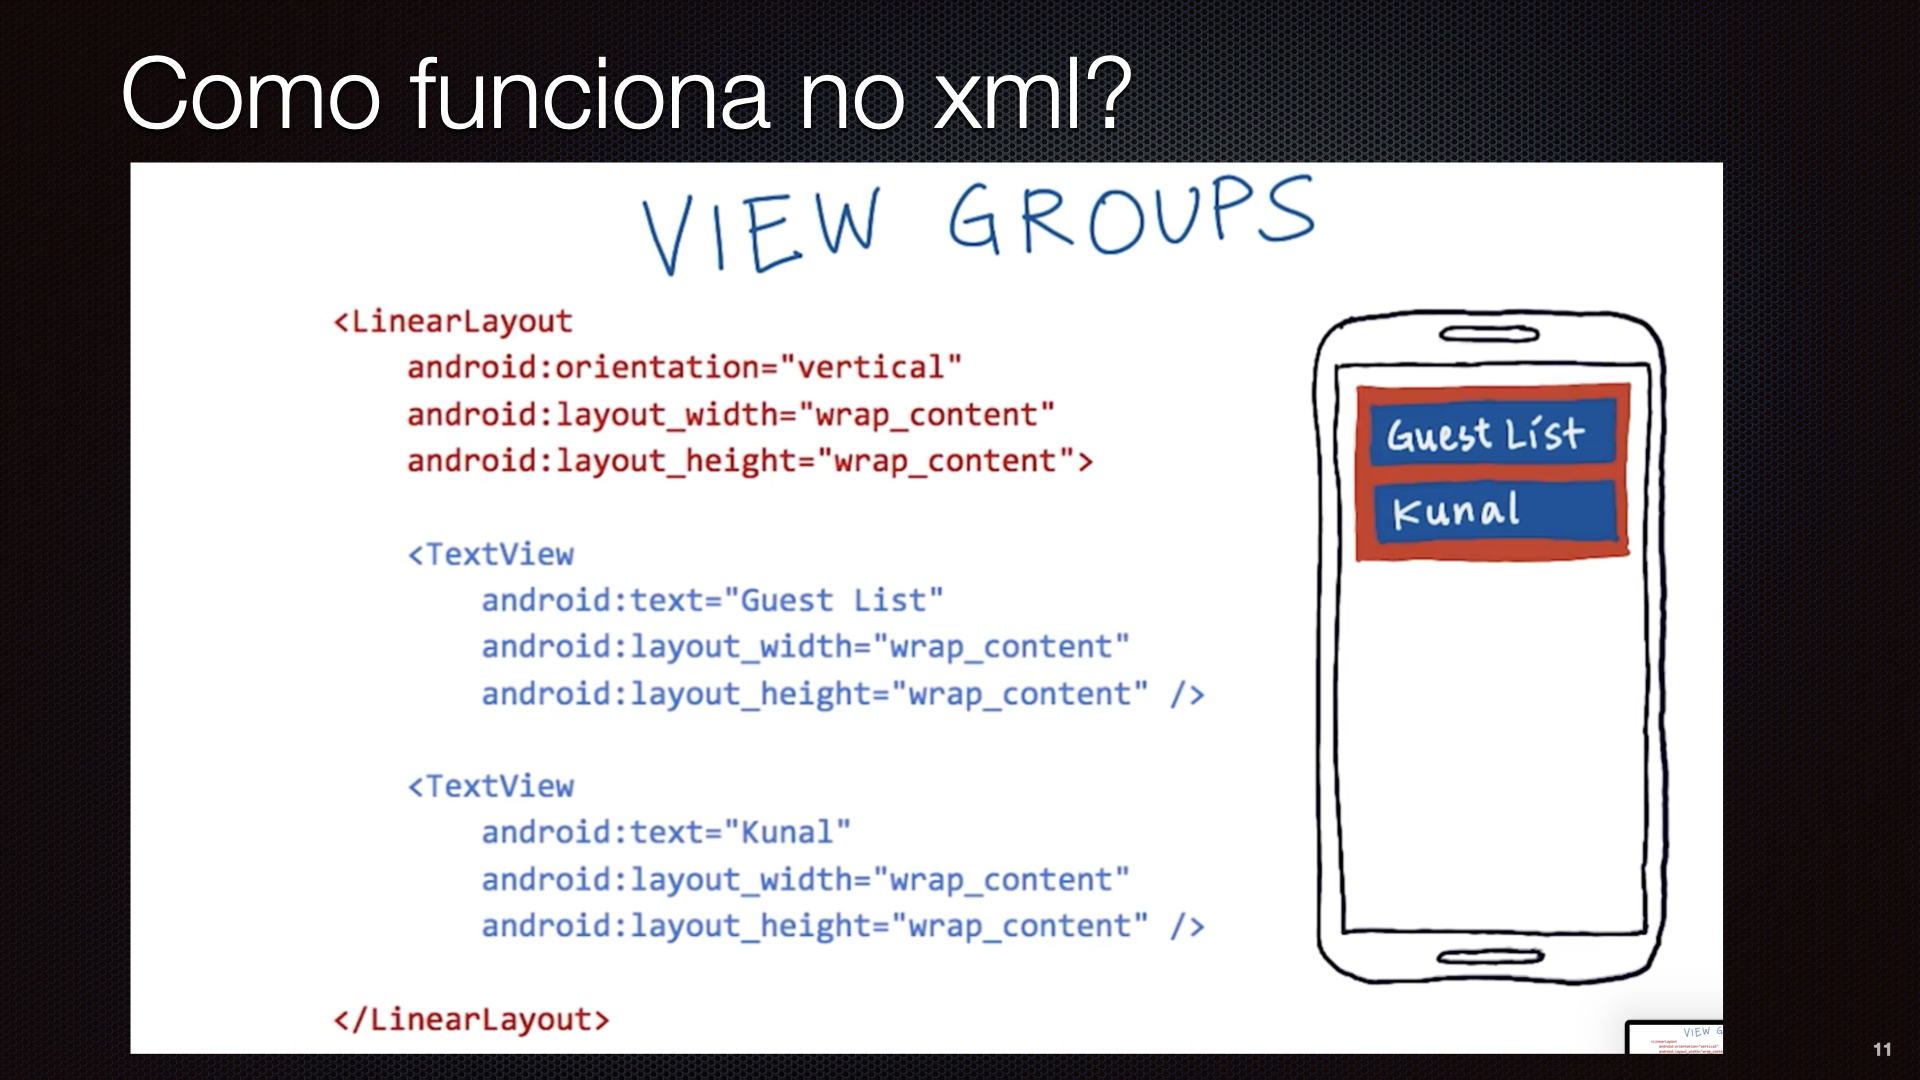 Como funciona no xml?
VIEW GROUPS
<LinearLayout
android:orientation="vertical"
android:layout_width="wrap_content"
android:layout_height="wrap_content">
<TextView
android:text="Guest List"
android:layout_width="wrap_content"
android:layout_height="wrap_content" />
<TextView
android:text="Kunal"
android:layout_width="wrap_content"
android:layout_height="wrap_content" />
</LinearLayout>
Guest List
Kunal
VIEW G
11